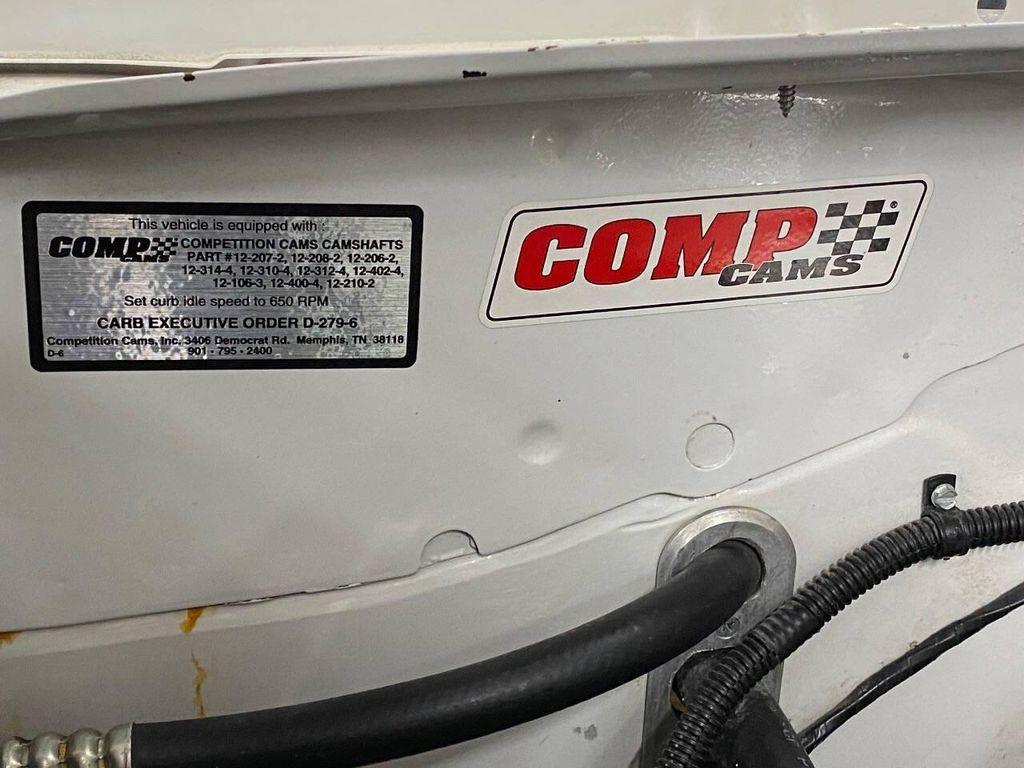 This vehicle is equipped with :
COMP CAMS COMPETITION CAMS CAMSHAFTS
PART # 12-207-2, 12-208-2, 12-206-2,
12-314-4, 12-310-4, 12-312-4, 12-402-4,
12-106-3, 12-400-4, 12-210-2
Set curb idle speed to 650 RPM
CARB EXECUTIVE ORDER D-279-6
Competition Cams, Inc. 3406 Democrat Rd. Memphis, TN 38118
D-6 901 • 795 • 2400
COMP
CAMS ®